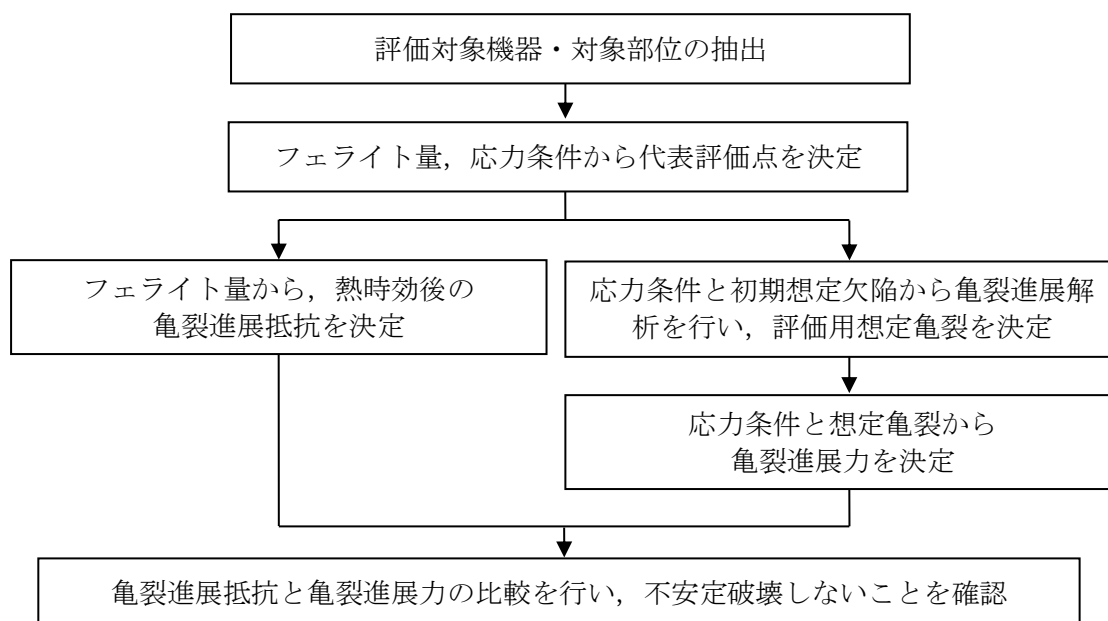 評価対象機器・対象部位の抽出
フェライト量，応力条件から代表評価点を決定
フェライト量から，熱時効後の
亀裂進展抵抗を決定
応力条件と初期想定欠陥から亀裂進展解
析を行い，評価用想定亀裂を決定
応力条件と想定亀裂から
亀裂進展力を決定
亀裂進展抵抗と亀裂進展力の比較を行い，不安定破壊しないことを確認